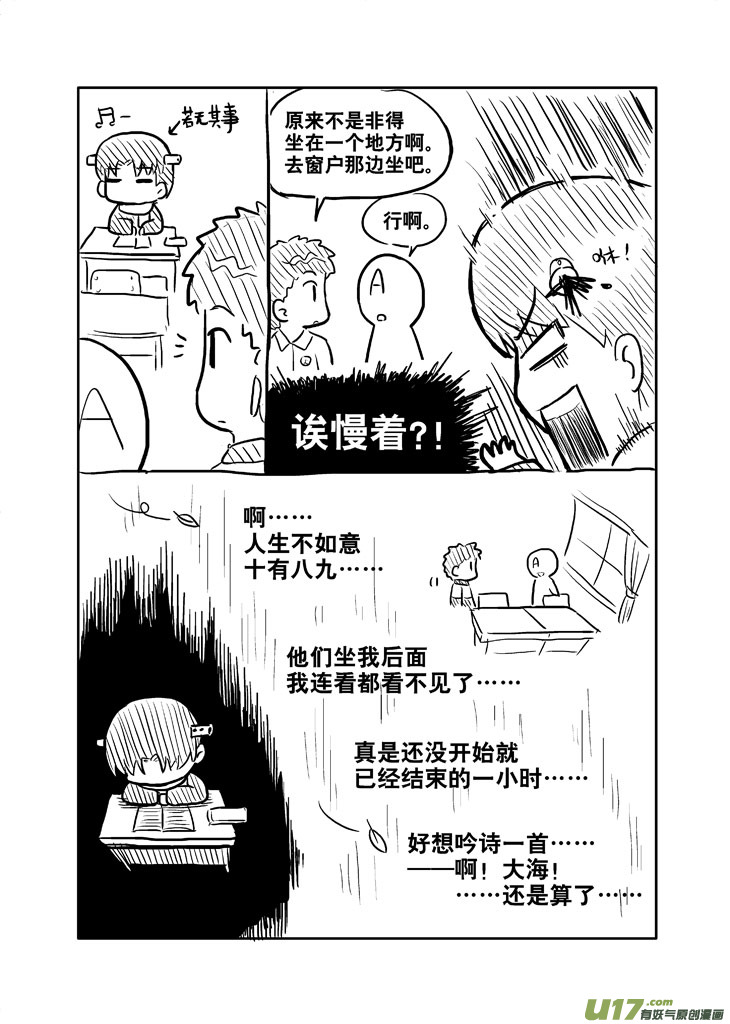 若无其事
A
原来不是非得
坐在一个地方啊。
去窗户那边坐吧。
行啊。
A
咻！
诶慢着?!
啊……
人生不如意
十有八九……
A
他们坐我后面
我连看都看不见了……
真是还没开始就
已经结束的一小时……
好想吟诗一首……
——啊！大海！
……还是算了……
U17.com
有妖气原创漫画